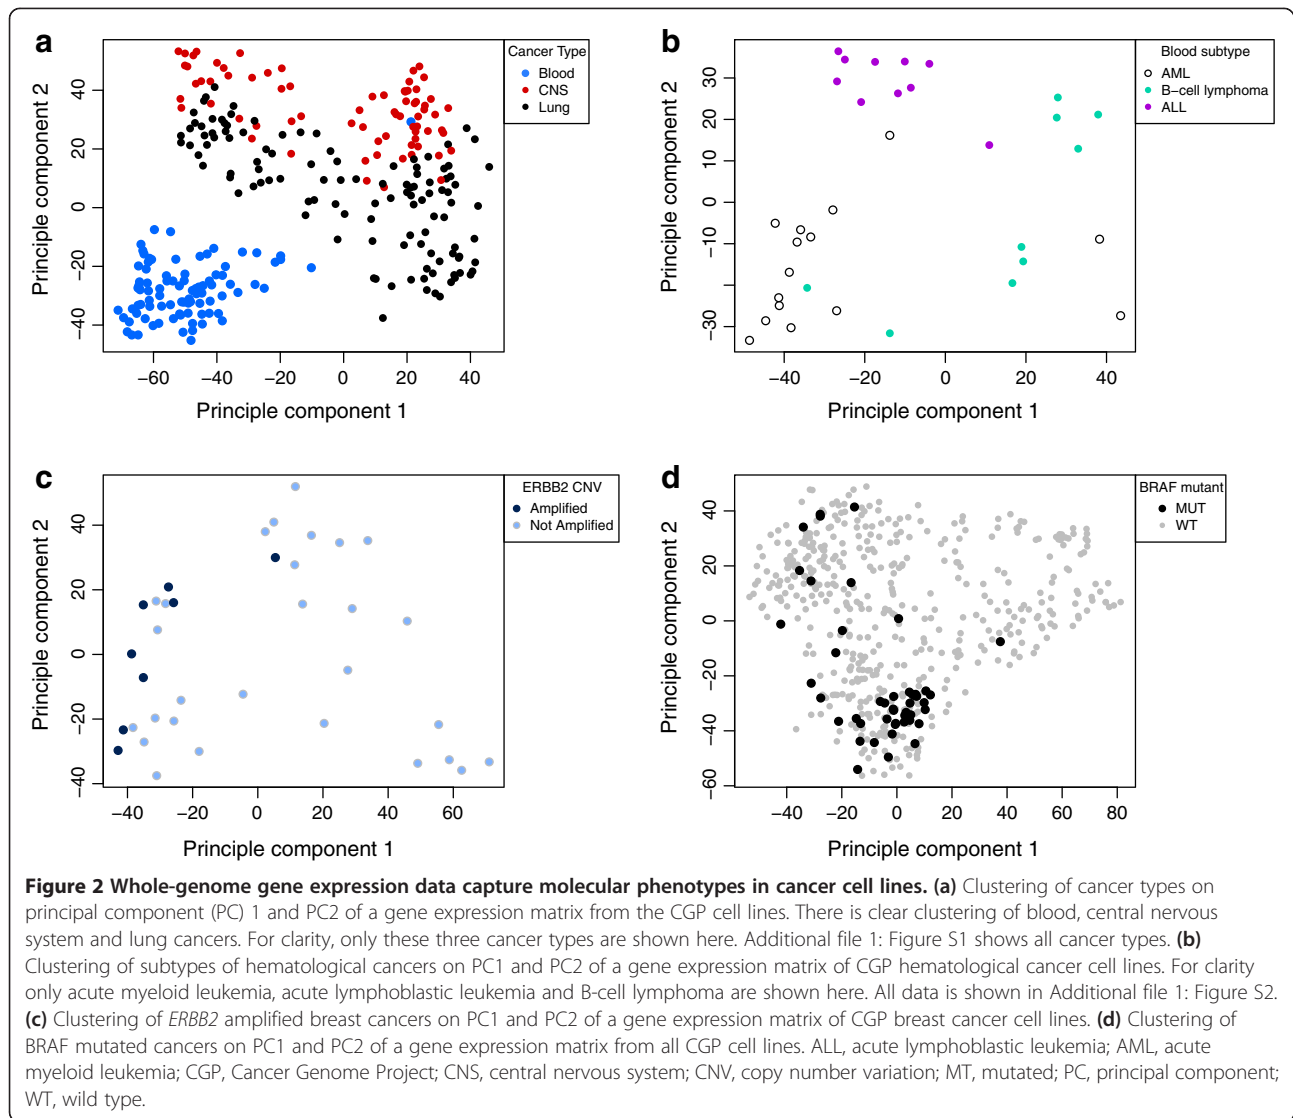 a
Principle component 2
40
20
0
−20
−40
−60
−40
−20
0
20
40
Principle component 1
Cancer Type
Blood
CNS
Lung
b
Principle component 2
30
20
10
0
−10
−30
−40
−20
0
20
40
Principle component 1
Blood subtype
AML
B−cell lymphoma
ALL
c
Principle component 2
40
20
0
−20
−40
−40
−20
0
20
40
60
Principle component 1
ERBB2 CNV
Amplified
Not Amplified
d
Principle component 2
40
20
0
−20
−40
−60
−40
−20
0
20
40
60
80
Principle component 1
BRAF mutant
MUT
WT
Figure 2 Whole-genome gene expression data capture molecular phenotypes in cancer cell lines. (a) Clustering of cancer types on
principal component (PC) 1 and PC2 of a gene expression matrix from the CGP cell lines. There is clear clustering of blood, central nervous
system and lung cancers. For clarity, only these three cancer types are shown here. Additional file 1: Figure S1 shows all cancer types. (b)
Clustering of subtypes of hematological cancers on PC1 and PC2 of a gene expression matrix of CGP hematological cancer cell lines. For clarity
only acute myeloid leukemia, acute lymphoblastic leukemia and B-cell lymphoma are shown here. All data is shown in Additional file 1: Figure S2.
(c) Clustering of ERBB2 amplified breast cancers on PC1 and PC2 of a gene expression matrix of CGP breast cancer cell lines. (d) Clustering of
BRAF mutated cancers on PC1 and PC2 of a gene expression matrix from all CGP cell lines. ALL, acute lymphoblastic leukemia; AML, acute
myeloid leukemia; CGP, Cancer Genome Project; CNS, central nervous system; CNV, copy number variation; MT, mutated; PC, principal component;
WT, wild type.